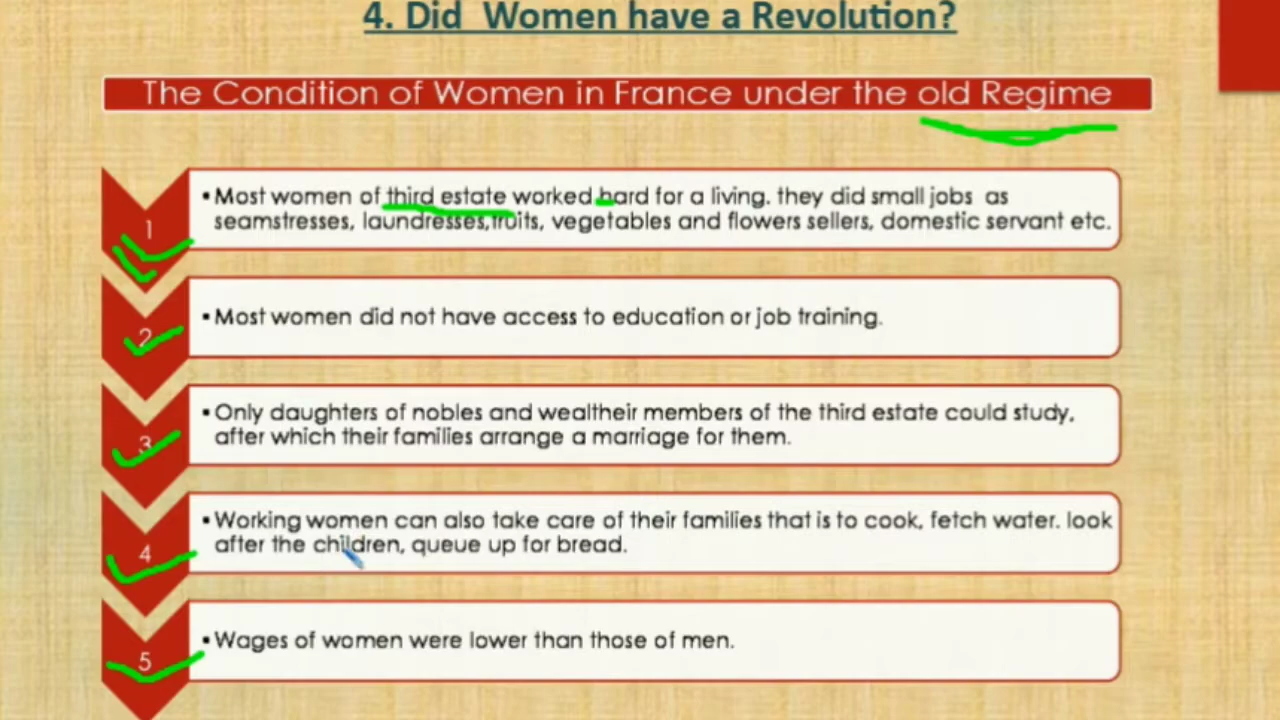 4. Did Women have a Revolution?
The Condition of Women in France under the old Regime
1
▪Most women of third estate worked hard for a living. they did small jobs as
seamstresses, laundresses,fruits, vegetables and flowers sellers, domestic servant etc.
2
▪Most women did not have access to education or job training.
3
▪Only daughters of nobles and wealtheir members of the third estate could study,
after which their families arrange a marriage for them.
4
▪Working women can also take care of their families that is to cook, fetch water. look
after the children, queue up for bread.
5
▪Wages of women were lower than those of men.